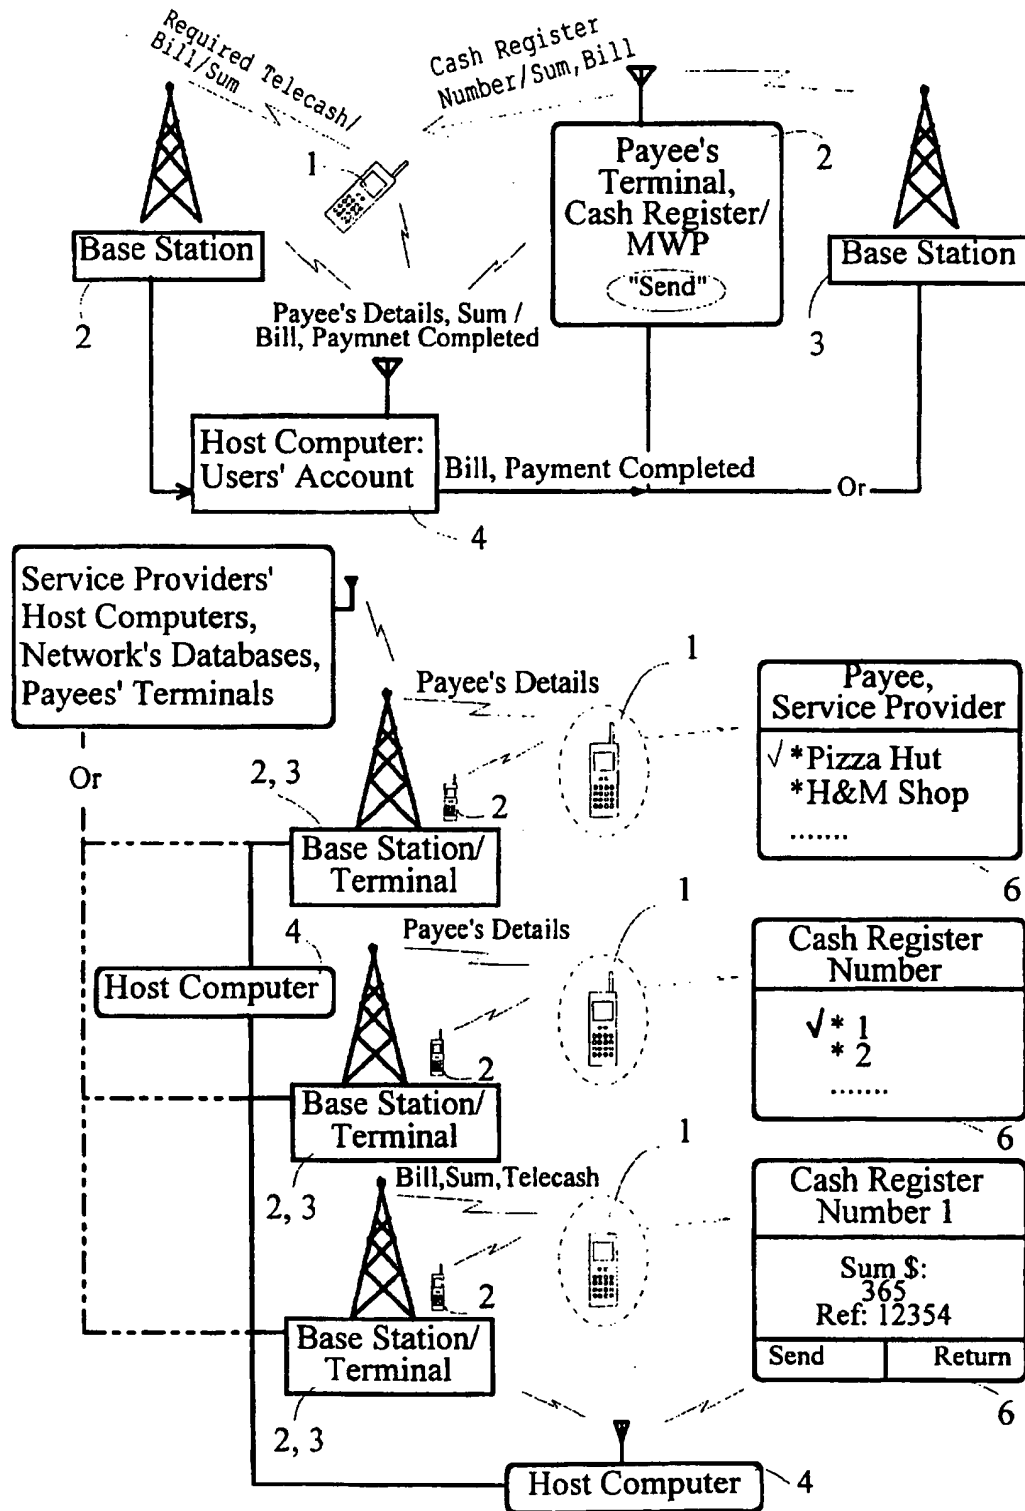 Required Telecash/
Bill/Sum
Cash Register
Number/Sum,Bill
1
Payee's
Terminal,
Cash Register/
MWP
"Send"
2
Base Station
2
Base Station
3
Payee's Details, Sum /
Bill, Paymnet Completed
Host Computer:
Users' Account
Bill, Payment Completed
Or
4
Service Providers'
Host Computers,
Network's Databases,
Payees' Terminals
Or
Payee's Details
1
2, 3
2
Base Station/
Terminal
Payee,
Service Provider
√ *Pizza Hut
*H&M Shop
.......
6
4
Host Computer
Payee's Details
1
2
Base Station/
Terminal
2, 3
Cash Register
Number
√ * 1
* 2
.......
6
Bill,Sum,Telecash
1
2
Base Station/
Terminal
2, 3
Cash Register
Number 1
Sum $:
365
Ref: 12354
Send Return
6
Host Computer
4